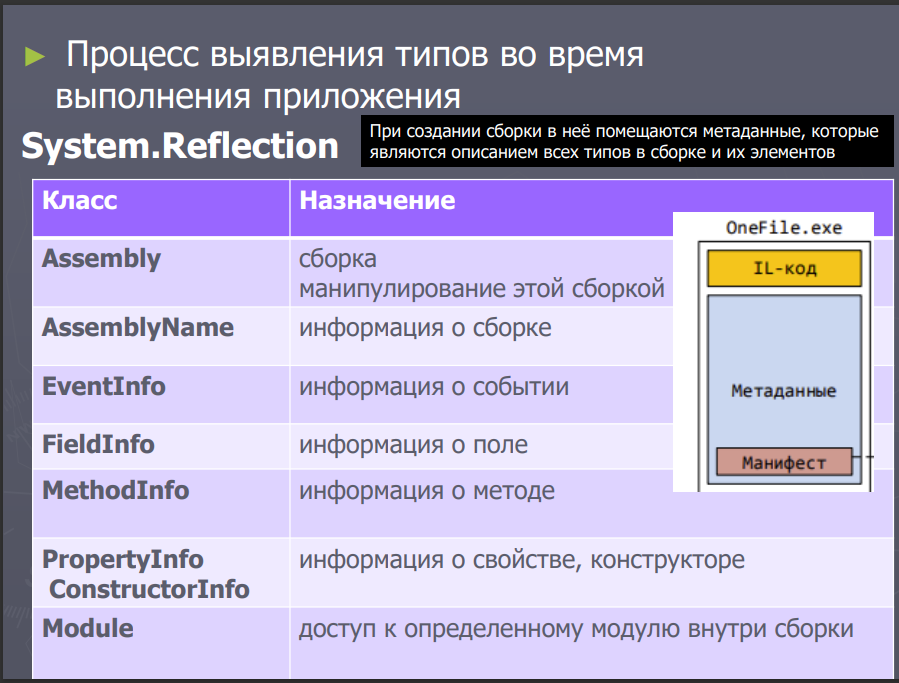 Процесс выявления типов во время
выполнения приложения
System.Reflection
При создании сборки в неё помещаются метаданные, которые
являются описанием всех типов в сборке и их элементов
Класс
Назначение
Assembly
сборка
манипулирование этой сборкой
AssemblyName
информация о сборке
EventInfo
информация о событии
FieldInfo
информация о поле
MethodInfo
информация о методе
PropertyInfo
ConstructorInfo
информация о свойстве, конструкторе
Module
доступ к определенному модулю внутри сборки
OneFile.exe
IL-код
Метаданные
Манифест